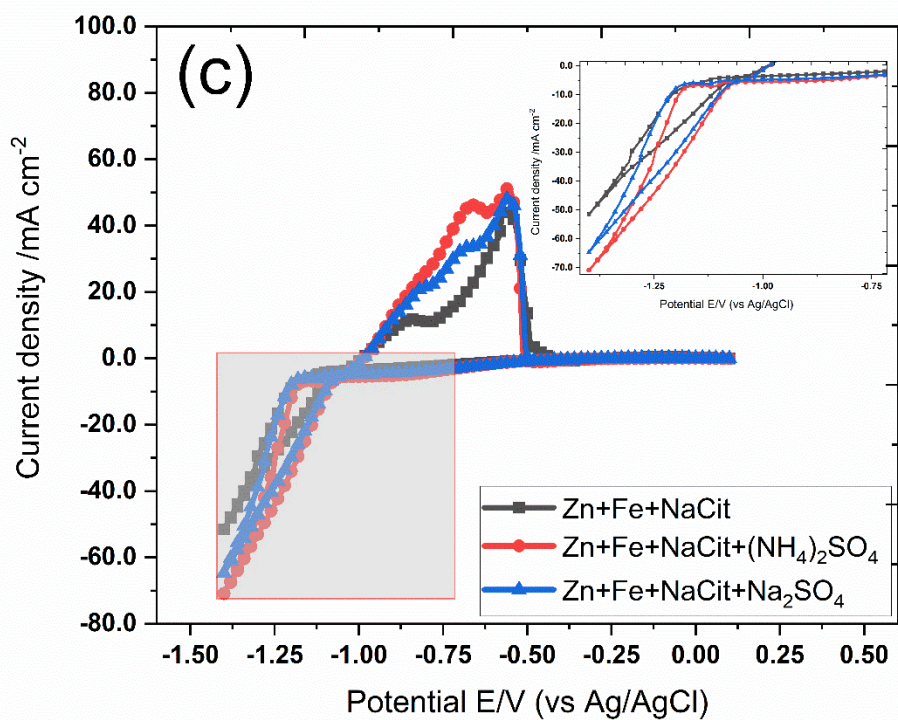 (c)
100.0
80.0
60.0
40.0
20.0
0.0
-20.0
-40.0
-60.0
-80.0
Current density /mA cm⁻²
-1.50 -1.25 -1.00 -0.75 -0.50 -0.25 0.00 0.25 0.50
Potential E/V (vs Ag/AgCl)
0.0
-10.0
-20.0
-30.0
-40.0
-50.0
-60.0
-70.0
Current density /mA cm⁻²
-1.25 -1.00 -0.75
Potential E/V (vs Ag/AgCl)
Zn+Fe+NaCit
Zn+Fe+NaCit+(NH₄)₂SO₄
Zn+Fe+NaCit+Na₂SO₄